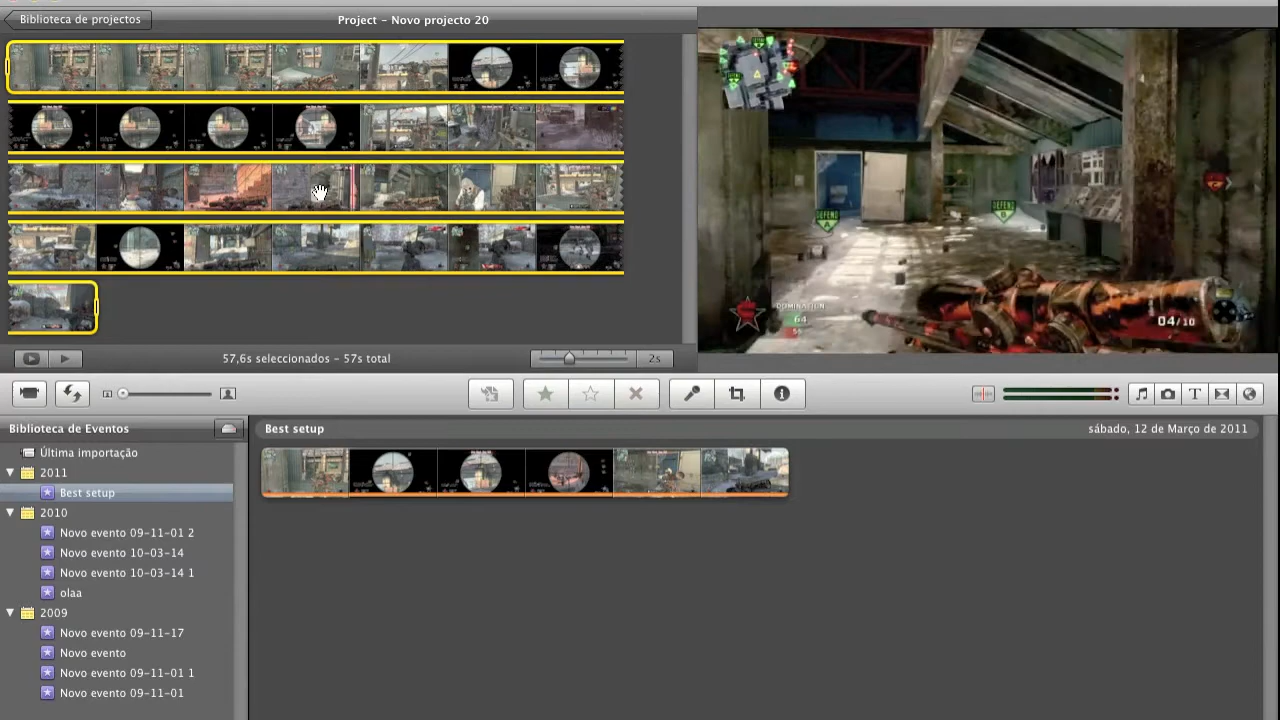 Biblioteca de projectos
Project – Novo projecto 20
DEFEND
DEFEND
DOMINATION
64
55
04/10
57,6s seleccionados – 57s total
2s
T
Biblioteca de Eventos
Best setup
sábado, 12 de Março de 2011
Última importação
2011
Best setup
2010
Novo evento 09-11-01 2
Novo evento 10-03-14
Novo evento 10-03-14 1
olaa
2009
Novo evento 09-11-17
Novo evento
Novo evento 09-11-01 1
Novo evento 09-11-01